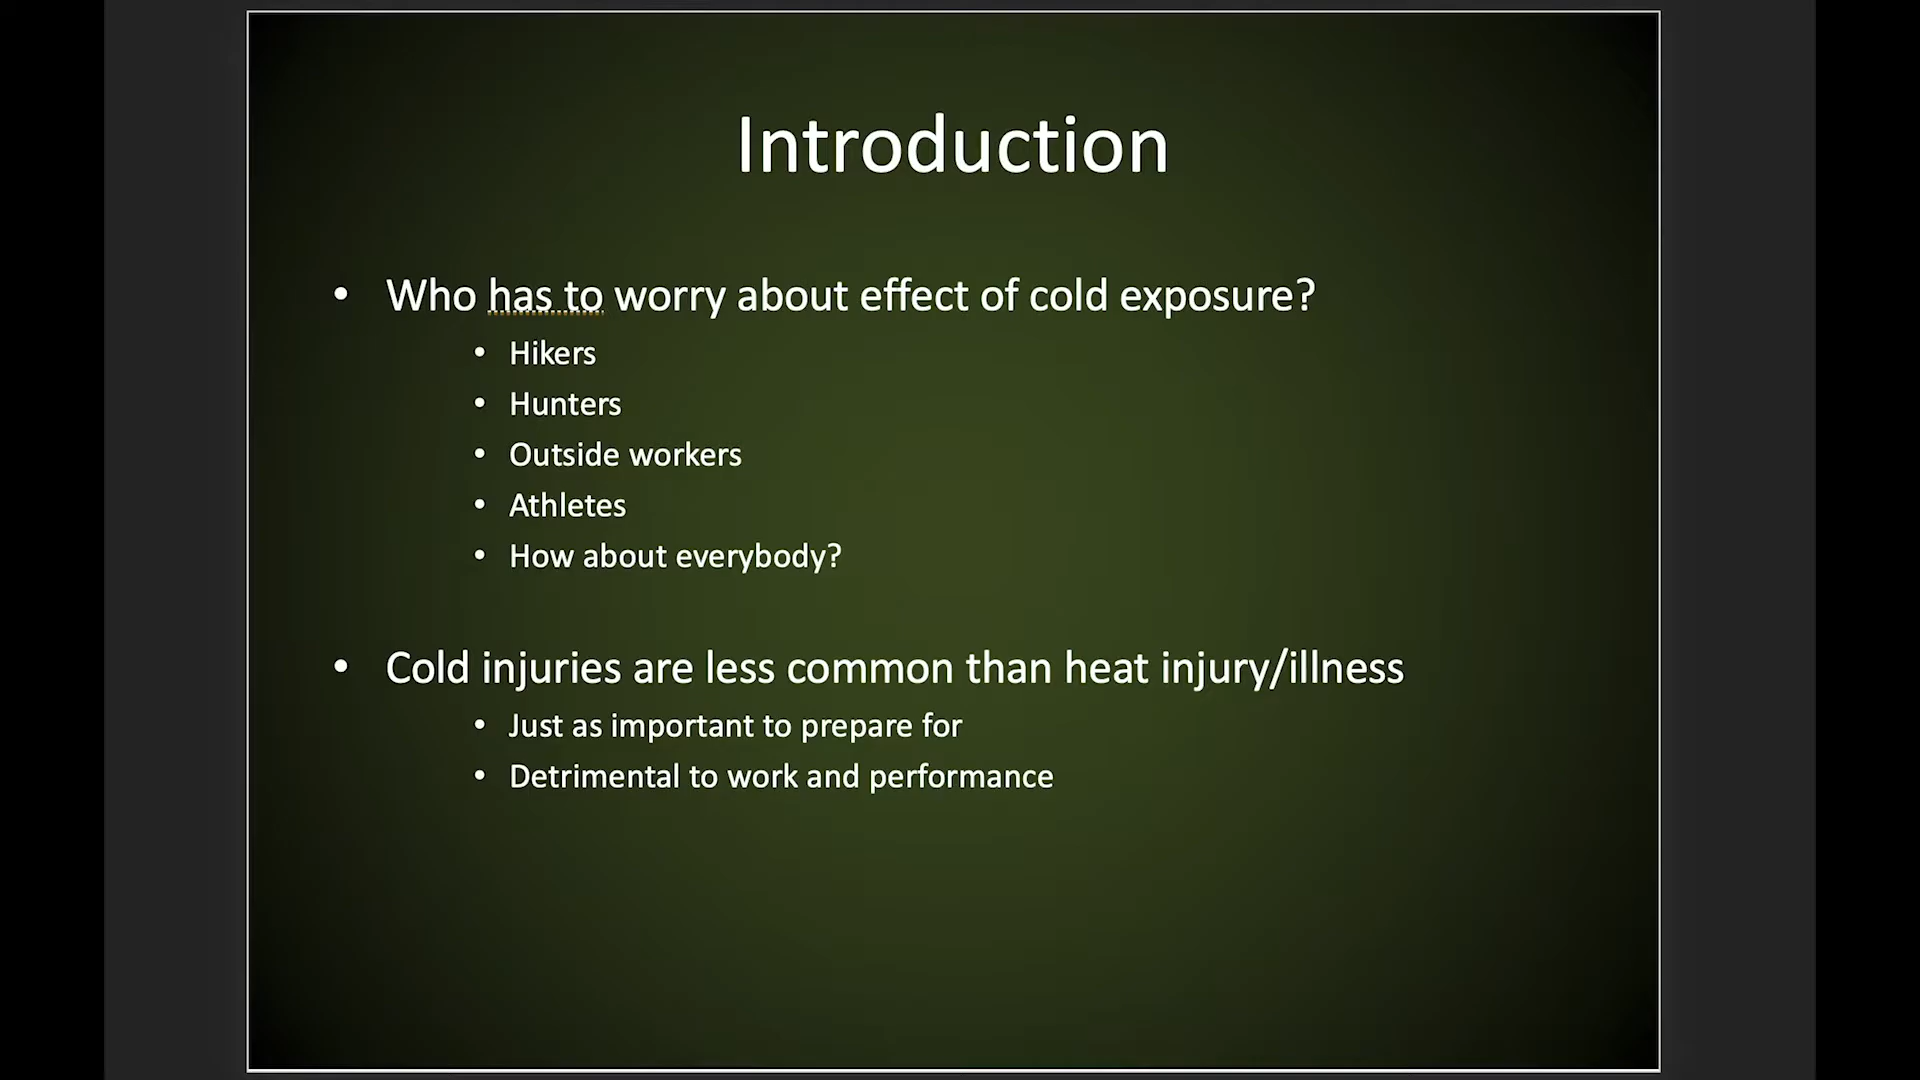 Introduction
• Who has to worry about effect of cold exposure?
• Hikers
• Hunters
• Outside workers
• Athletes
• How about everybody?
• Cold injuries are less common than heat injury/illness
• Just as important to prepare for
• Detrimental to work and performance